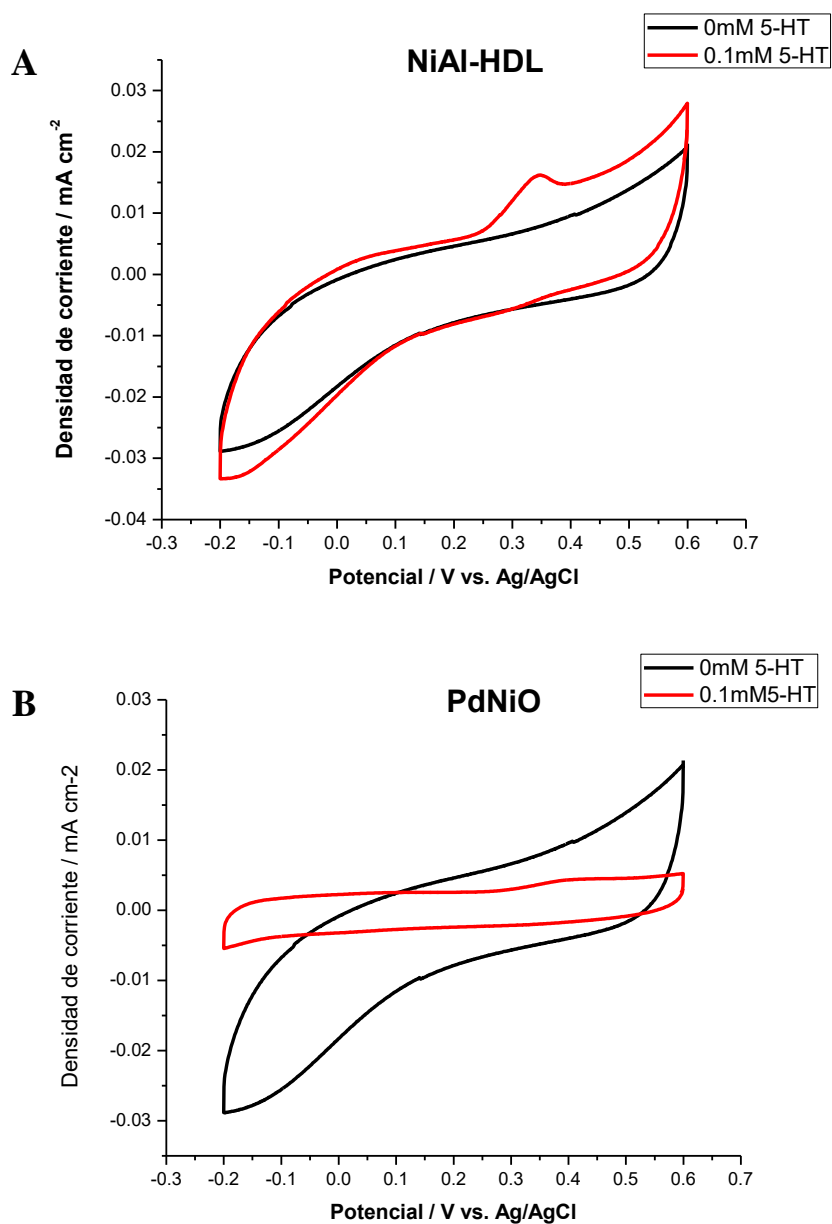 A
NiAl-HDL
0mM 5-HT
0.1mM 5-HT
Densidad de corriente / mA cm-2
0.03
0.02
0.01
0.00
-0.01
-0.02
-0.03
-0.04
-0.3 -0.2 -0.1 0.0 0.1 0.2 0.3 0.4 0.5 0.6 0.7
Potencial / V vs. Ag/AgCl
B
PdNiO
0mM 5-HT
0.1mM5-HT
Densidad de corriente / mA cm-2
0.03
0.02
0.01
0.00
-0.01
-0.02
-0.03
-0.3 -0.2 -0.1 0.0 0.1 0.2 0.3 0.4 0.5 0.6 0.7
Potencial / V vs. Ag/AgCl